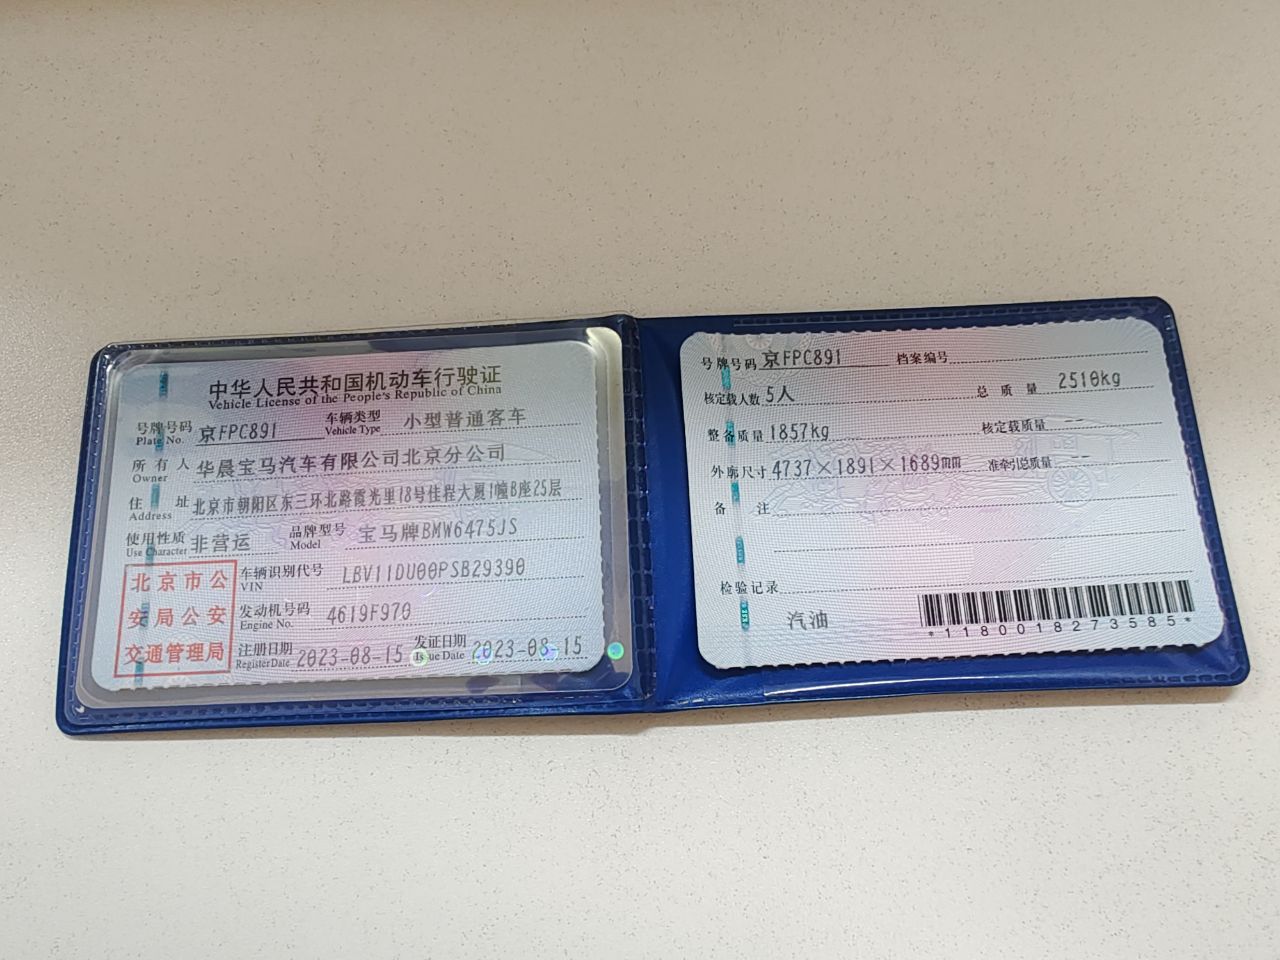 中华人民共和国机动车行驶证
Vehicle License of the People's Republic of China
号牌号码 京FPC891 车辆类型 小型普通客车
Plate No. Vehicle Type
所有人 华晨宝马汽车有限公司北京分公司
Owner
住址 北京市朝阳区东三环北路霞光里18号佳程大厦1幢B座25层
Address
使用性质 非营运 品牌型号 宝马牌BMW6475JS
Use Character Model
北京市公
安局公安
交通管理局
车辆识别代号 LBV11DU00PSB29390
VIN
发动机号码 4619F970
Engine No.
注册日期 2023-08-15 发证日期 2023-08-15
Register Date Issue Date
号牌号码 京FPC891 档案编号
核定载人数 5人 总质量 2510kg
整备质量 1857kg 核定载质量 --
外廓尺寸 4737×1891×1689mm 准牵引总质量 --
备注
检验记录
汽油
*1180018273585*